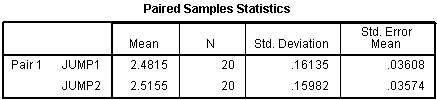 Paired Samples Statistics
Mean N Std. Deviation Std. Error Mean
Pair 1 JUMP1 2.4815 20 .16135 .03608
JUMP2 2.5155 20 .15982 .03574